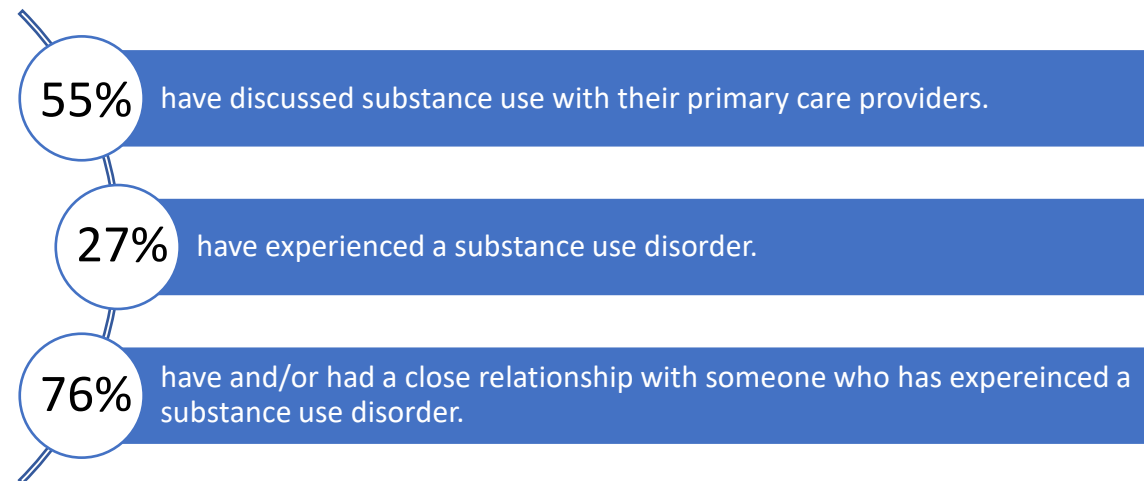 55%
have discussed substance use with their primary care providers.
27%
have experienced a substance use disorder.
76%
have and/or had a close relationship with someone who has expereinced a
substance use disorder.